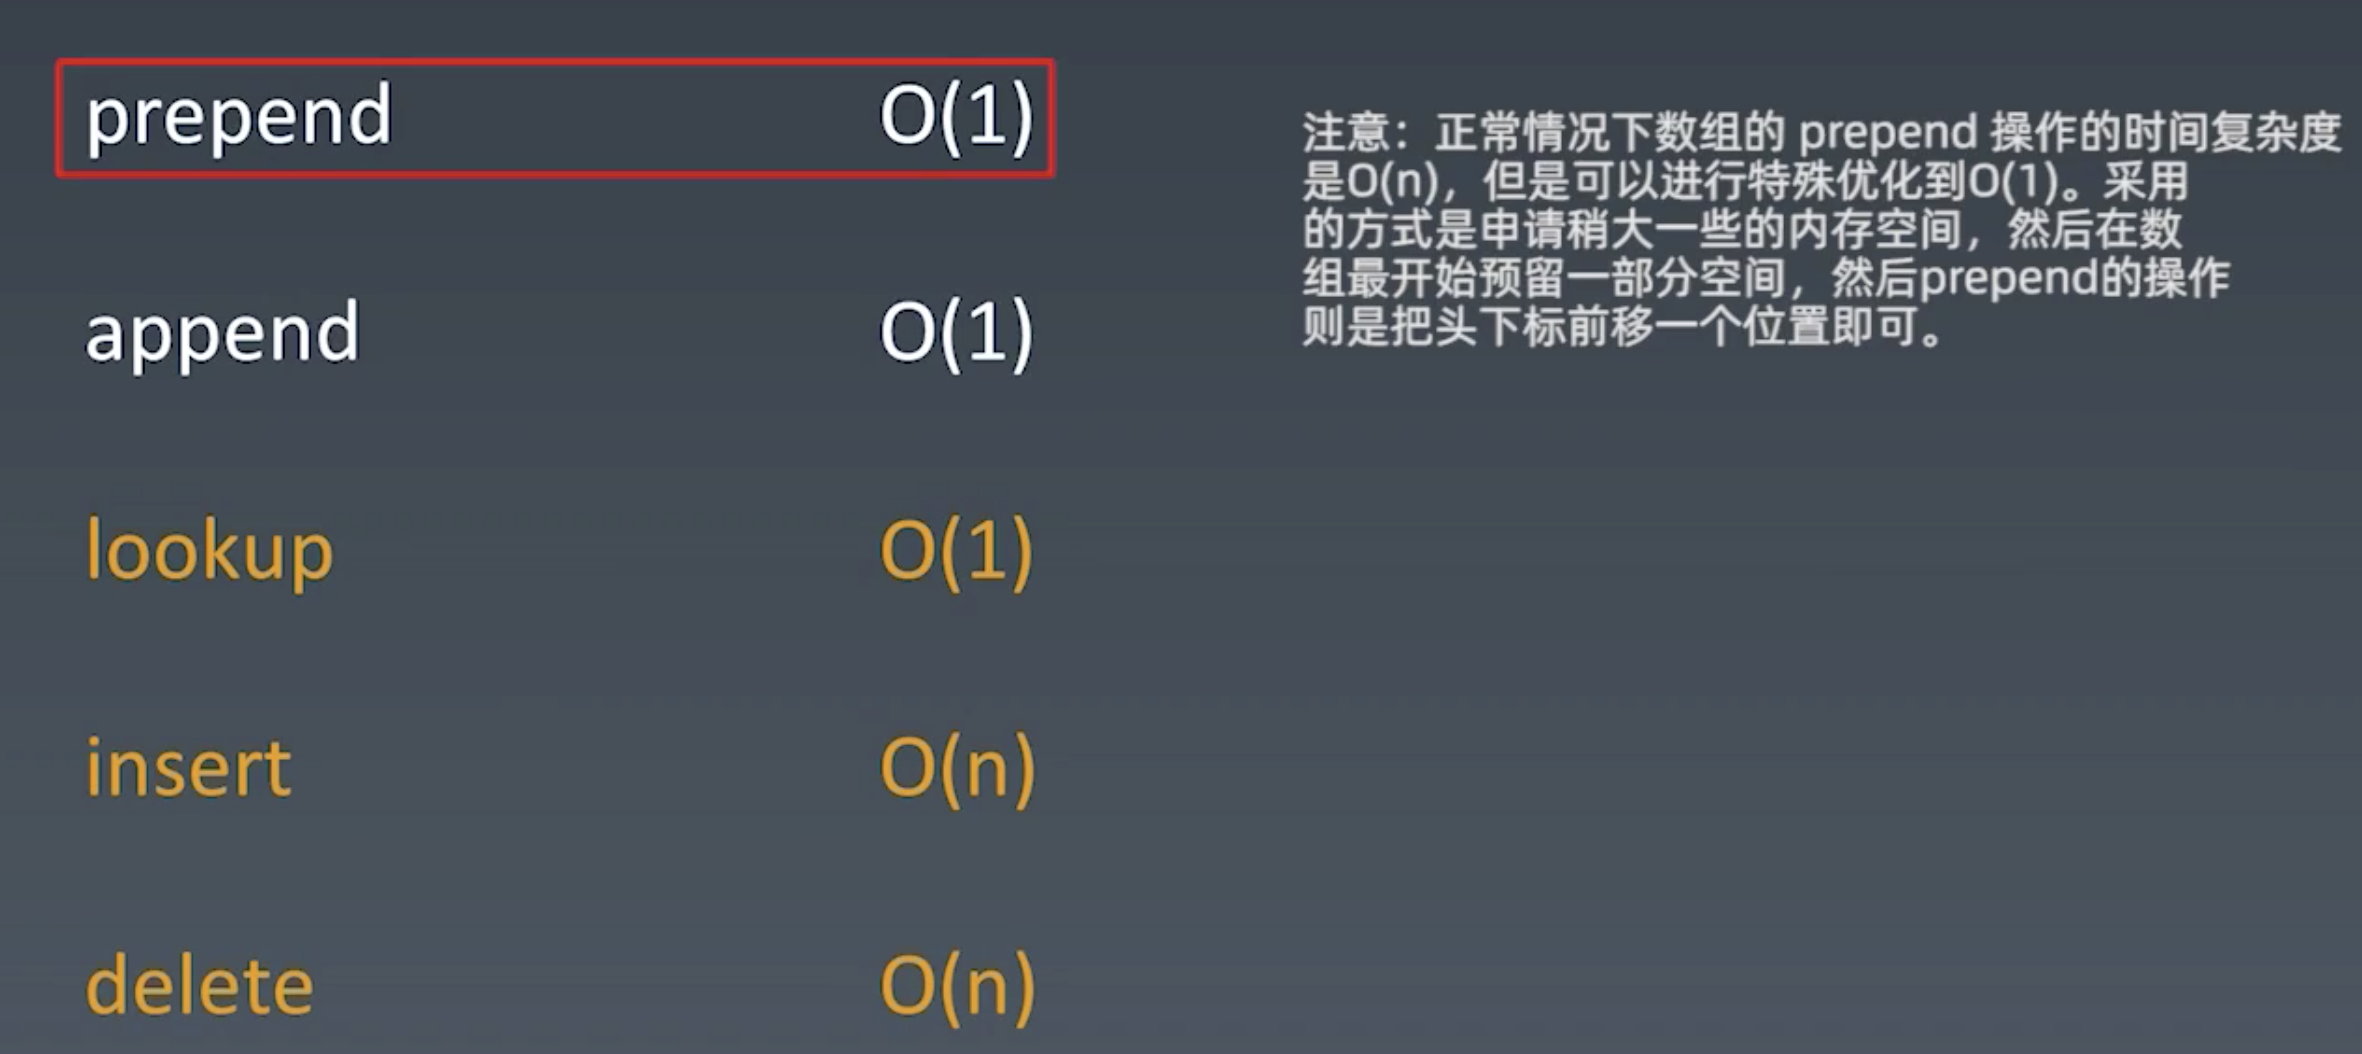 prepend O(1)
append O(1)
lookup O(1)
insert O(n)
delete O(n)
注意：正常情况下数组的 prepend 操作的时间复杂度
是O(n)，但是可以进行特殊优化到O(1)。采用
的方式是申请稍大一些的内存空间，然后在数
组最开始预留一部分空间，然后prepend的操作
则是把头下标前移一个位置即可。